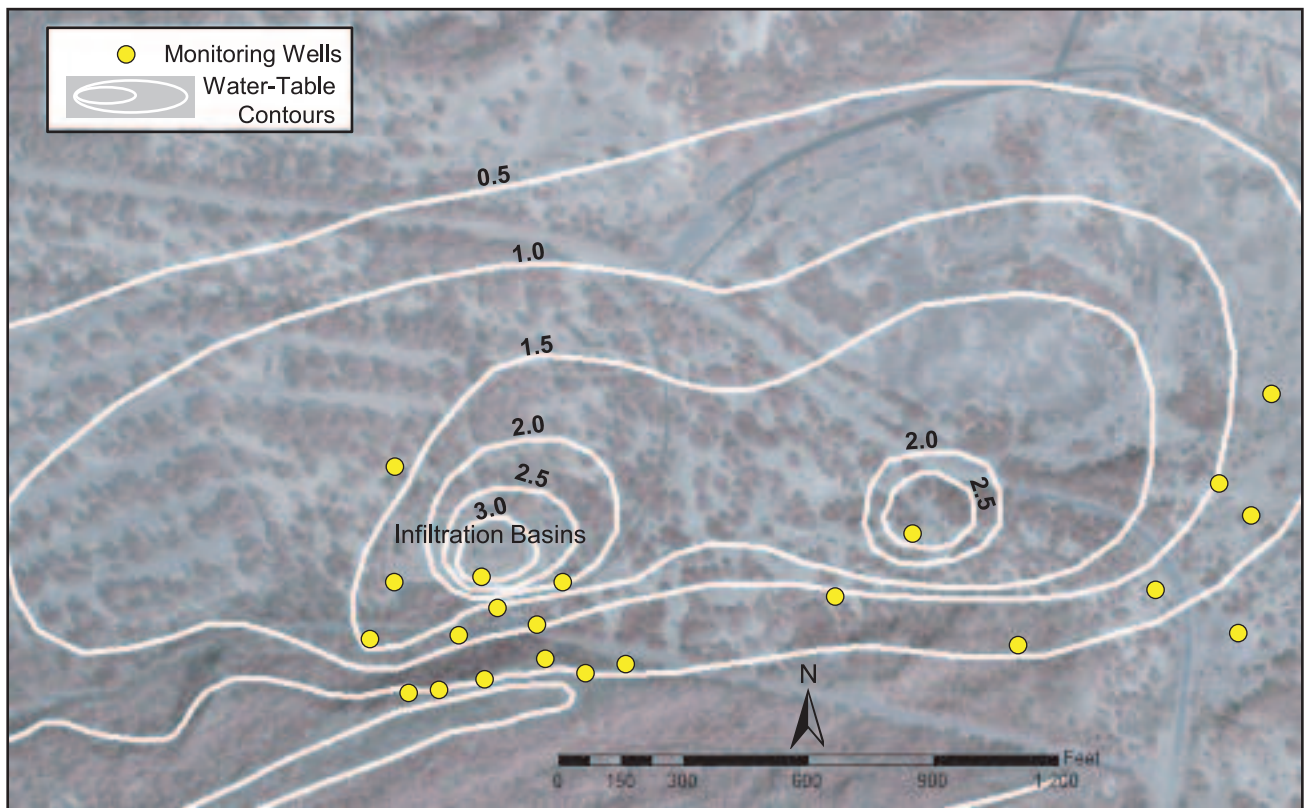 Monitoring Wells
Water-Table
Contours
0.5
1.0
1.5
2.0
2.0
2.5
2.5
3.0
Infiltration Basins
N
Feet
0 150 300 600 900 1,200